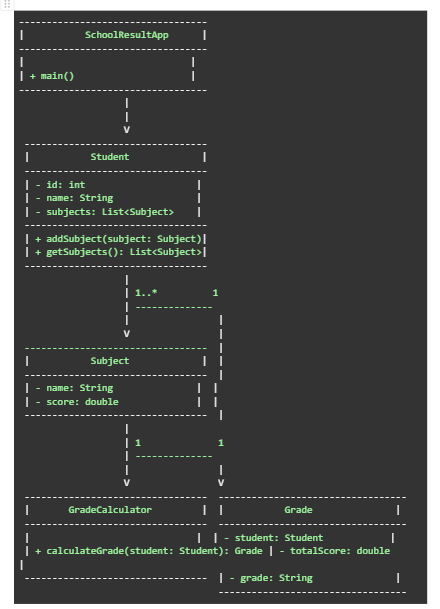 SchoolResultApp
+ main()
Student
- id: int
- name: String
- subjects: List<Subject>
+ addSubject(subject: Subject)
+ getSubjects(): List<Subject>
1..* 1
Subject
- name: String
- score: double
1 1
GradeCalculator | Grade
- student: Student
+ calculateGrade(student: Student): Grade | - totalScore: double
- grade: String